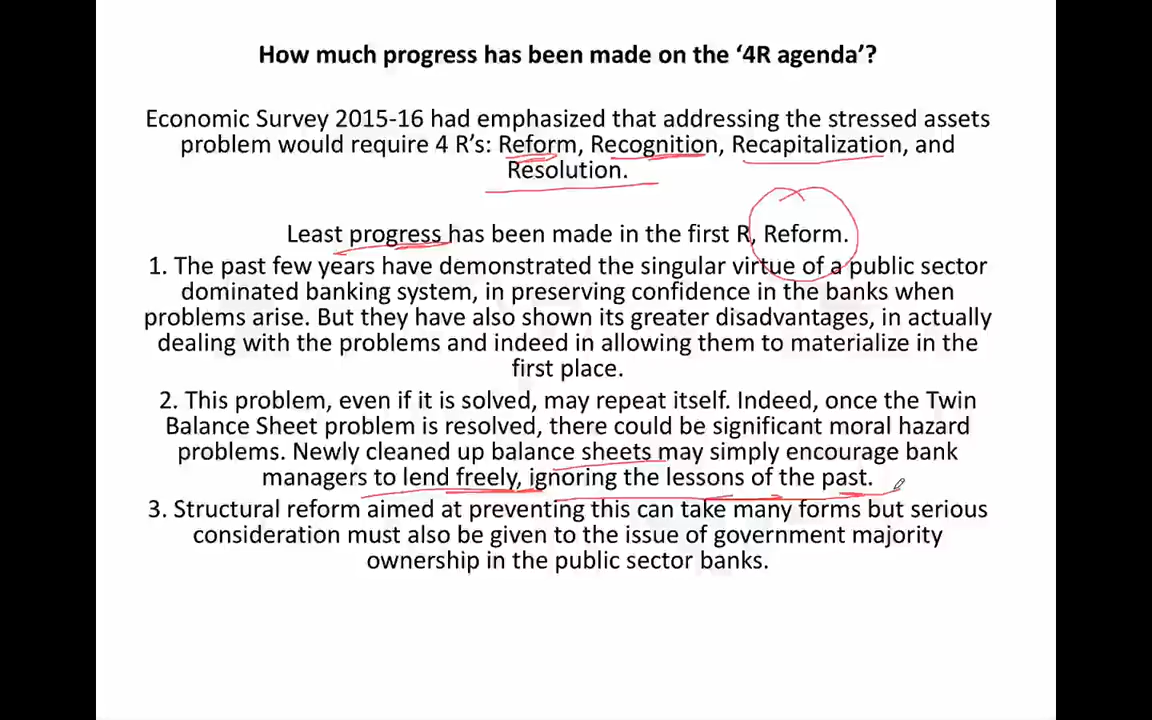 How much progress has been made on the ‘4R agenda’?
Economic Survey 2015-16 had emphasized that addressing the stressed assets
problem would require 4 R’s: Reform, Recognition, Recapitalization, and
Resolution.
Least progress has been made in the first R, Reform.
1. The past few years have demonstrated the singular virtue of a public sector
dominated banking system, in preserving confidence in the banks when
problems arise. But they have also shown its greater disadvantages, in actually
dealing with the problems and indeed in allowing them to materialize in the
first place.
2. This problem, even if it is solved, may repeat itself. Indeed, once the Twin
Balance Sheet problem is resolved, there could be significant moral hazard
problems. Newly cleaned up balance sheets may simply encourage bank
managers to lend freely, ignoring the lessons of the past.
3. Structural reform aimed at preventing this can take many forms but serious
consideration must also be given to the issue of government majority
ownership in the public sector banks.